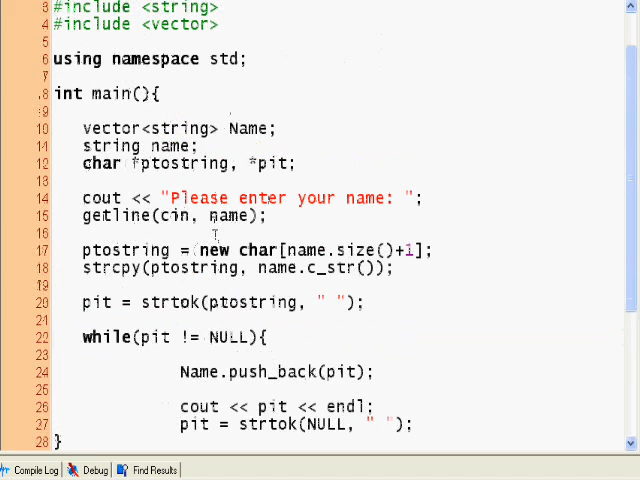 3 #include <string>
4 #include <vector>
5
6 using namespace std;
7
8 int main(){
9
10 vector<string> Name;
11 string name;
12 char *ptostring, *pit;
13
14 cout << "Please enter your name: ";
15 getline(cin, name);
16
17 ptostring = new char[name.size()+1];
18 strcpy(ptostring, name.c_str());
19
20 pit = strtok(ptostring, " ");
21
22 while(pit != NULL){
23
24 Name.push_back(pit);
25
26 cout << pit << endl;
27 pit = strtok(NULL, " ");
28 }
Compile Log Debug Find Results